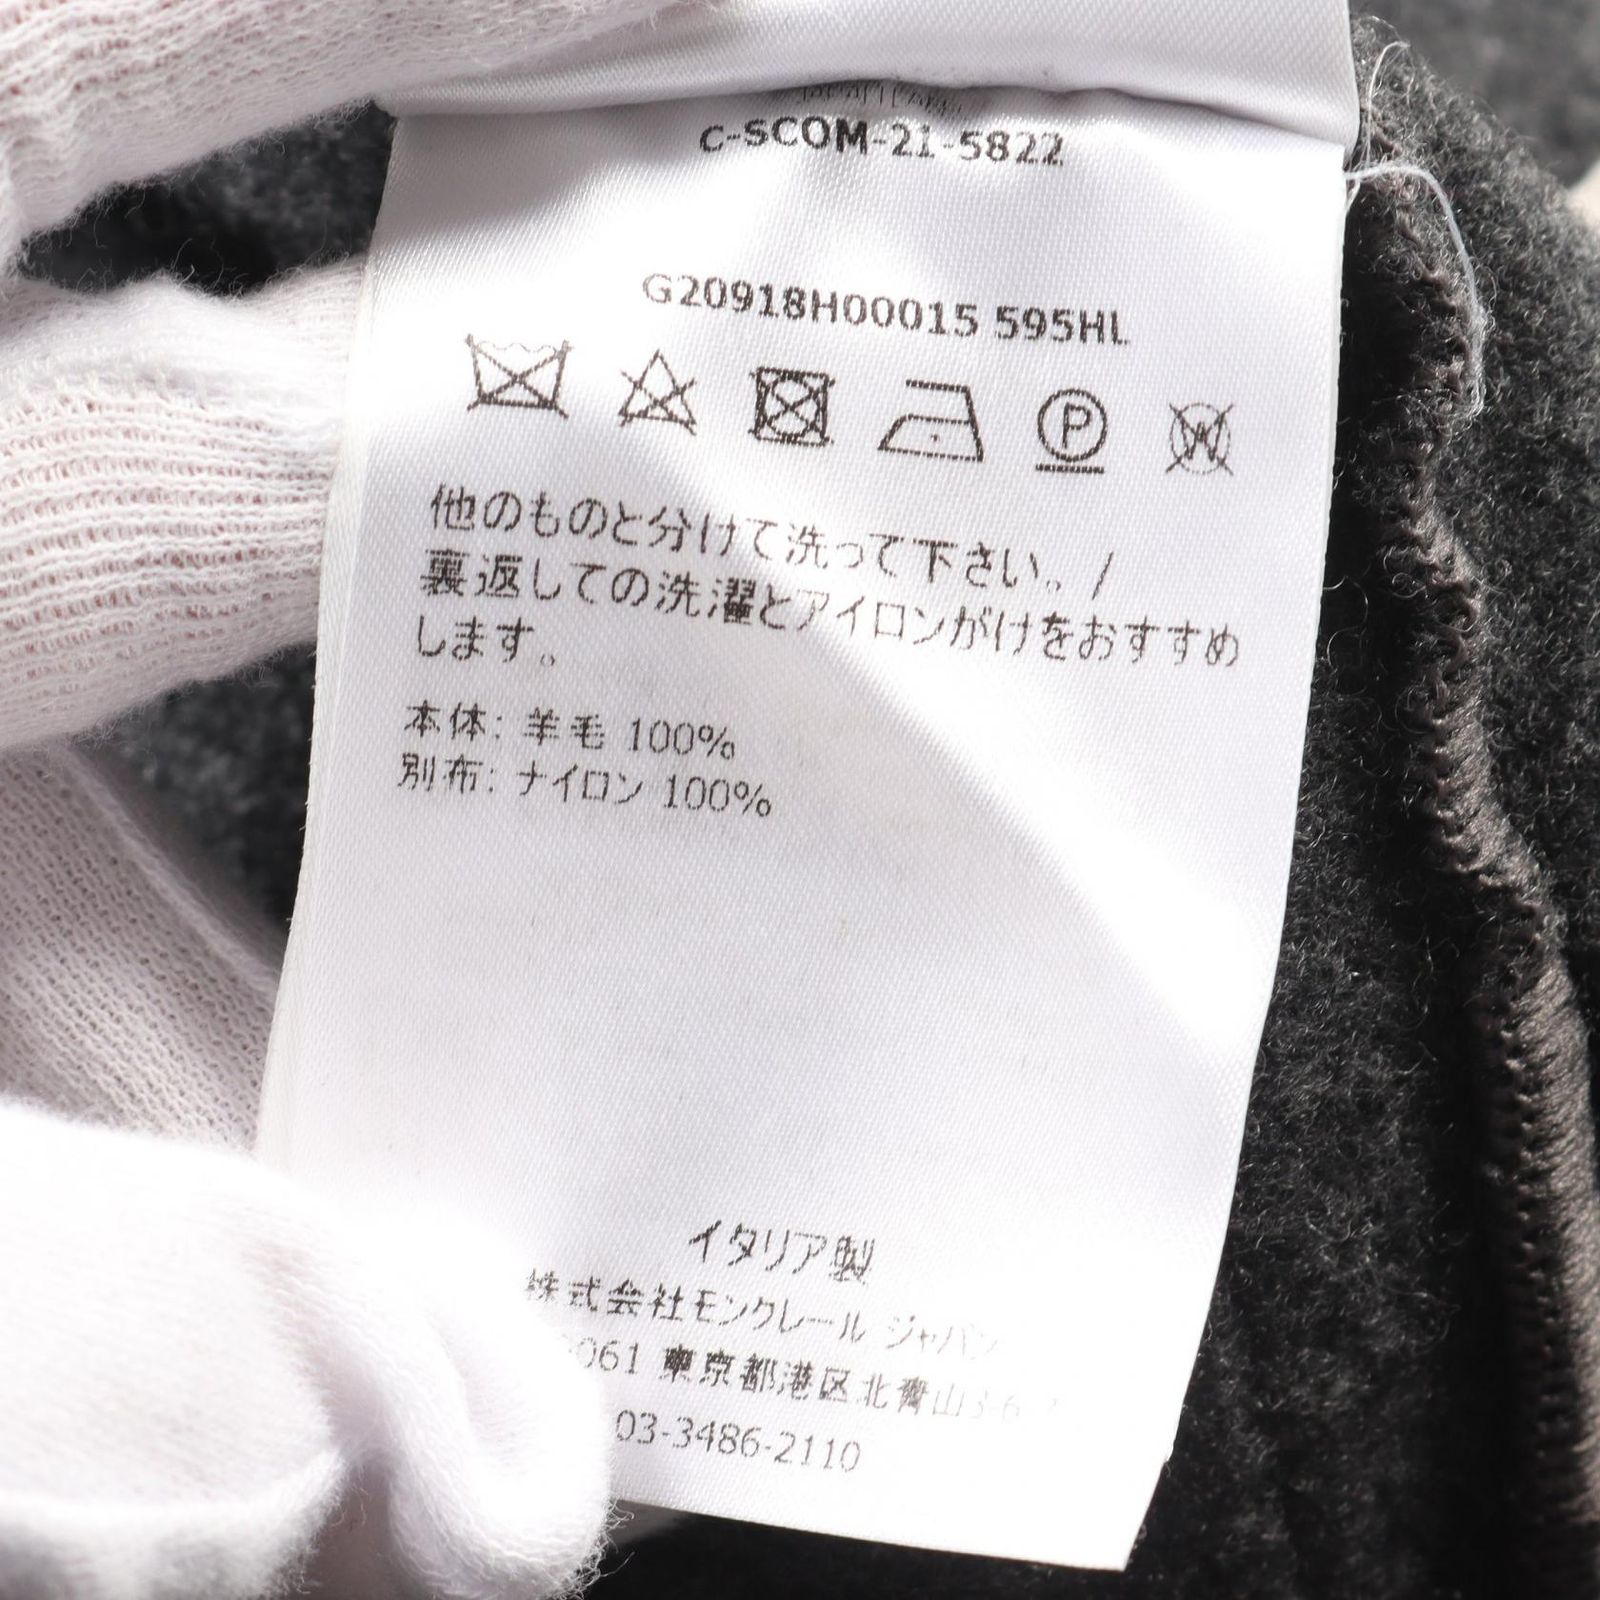 C-SCOM-21-5822
G20918H00015 595HL
P
W
他のものと分けて洗って下さい。/
裏返しての洗濯とアイロンがけをおすすめ
します。
本体: 羊毛 100%
別布: ナイロン 100%
イタリア製
株式会社モンクレール ジャパン
0061 東京都港区北青山3-6-7
03-3486-2110